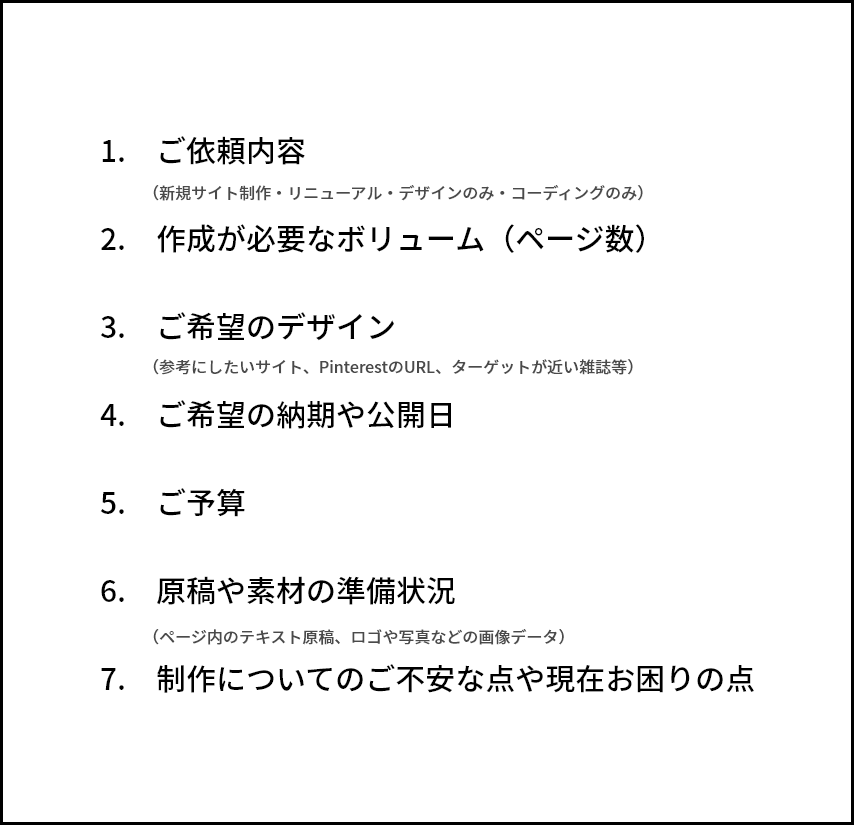 1. ご依頼内容
（新規サイト制作・リニューアル・デザインのみ・コーディングのみ）
2. 作成が必要なボリューム（ページ数）
3. ご希望のデザイン
（参考にしたいサイト、PinterestのURL、ターゲットが近い雑誌等）
4. ご希望の納期や公開日
5. ご予算
6. 原稿や素材の準備状況
（ページ内のテキスト原稿、ロゴや写真などの画像データ）
7. 制作についてのご不安な点や現在お困りの点